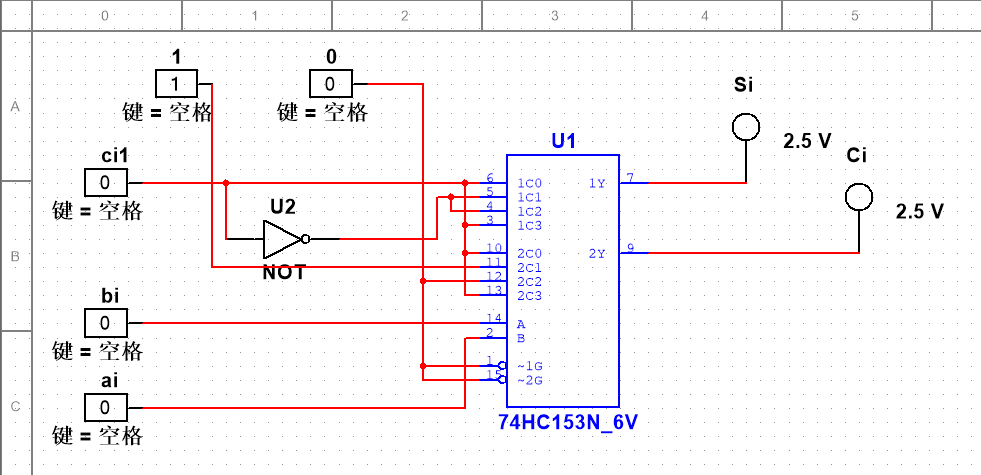 0 1 2 3 4 5
A
B
C
1
1
键 = 空格
0
0
键 = 空格
ci1
0
键 = 空格
U2
NOT
bi
0
键 = 空格
ai
0
键 = 空格
U1
6 1C0
5 1C1
4 1C2
3 1C3
10 2C0
11 2C1
12 2C2
13 2C3
14 A
2 B
1 ~1G
15 ~2G
1Y 7
2Y 9
74HC153N_6V
Si
2.5 V
Ci
2.5 V